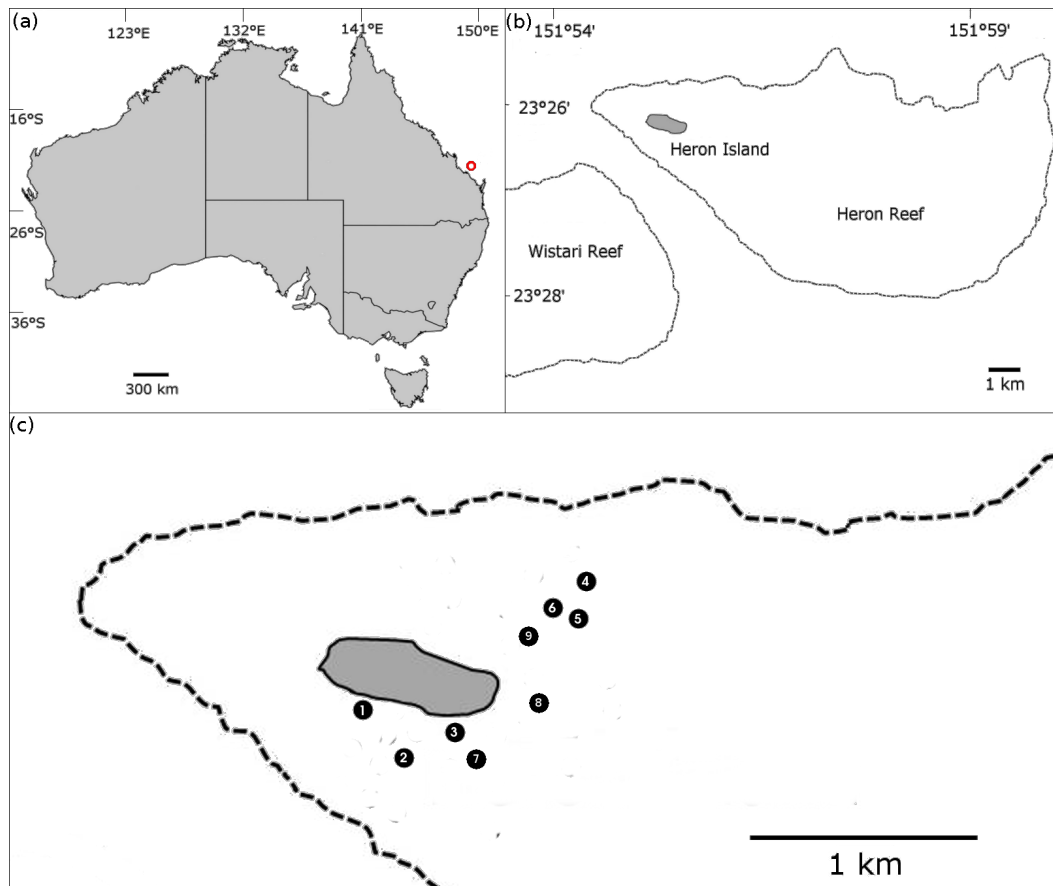 (a)
123°E
132°E
141°E
150°E
16°S
26°S
36°S
300 km
(b)
151°54'
151°59'
23°26'
Heron Island
Heron Reef
Wistari Reef
23°28'
1 km
(c)
4
6
5
9
8
1
3
2
7
1 km